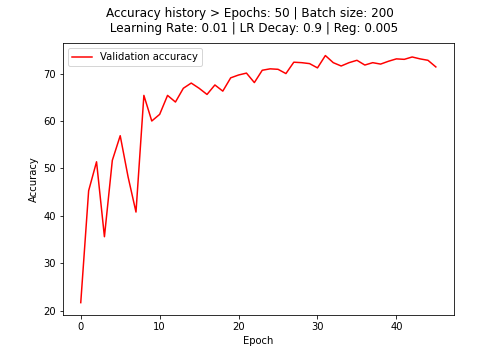 Accuracy history > Epochs: 50 | Batch size: 200
Learning Rate: 0.01 | LR Decay: 0.9 | Reg: 0.005
Validation accuracy
Accuracy
70
60
50
40
30
20
0 10 20 30 40
Epoch